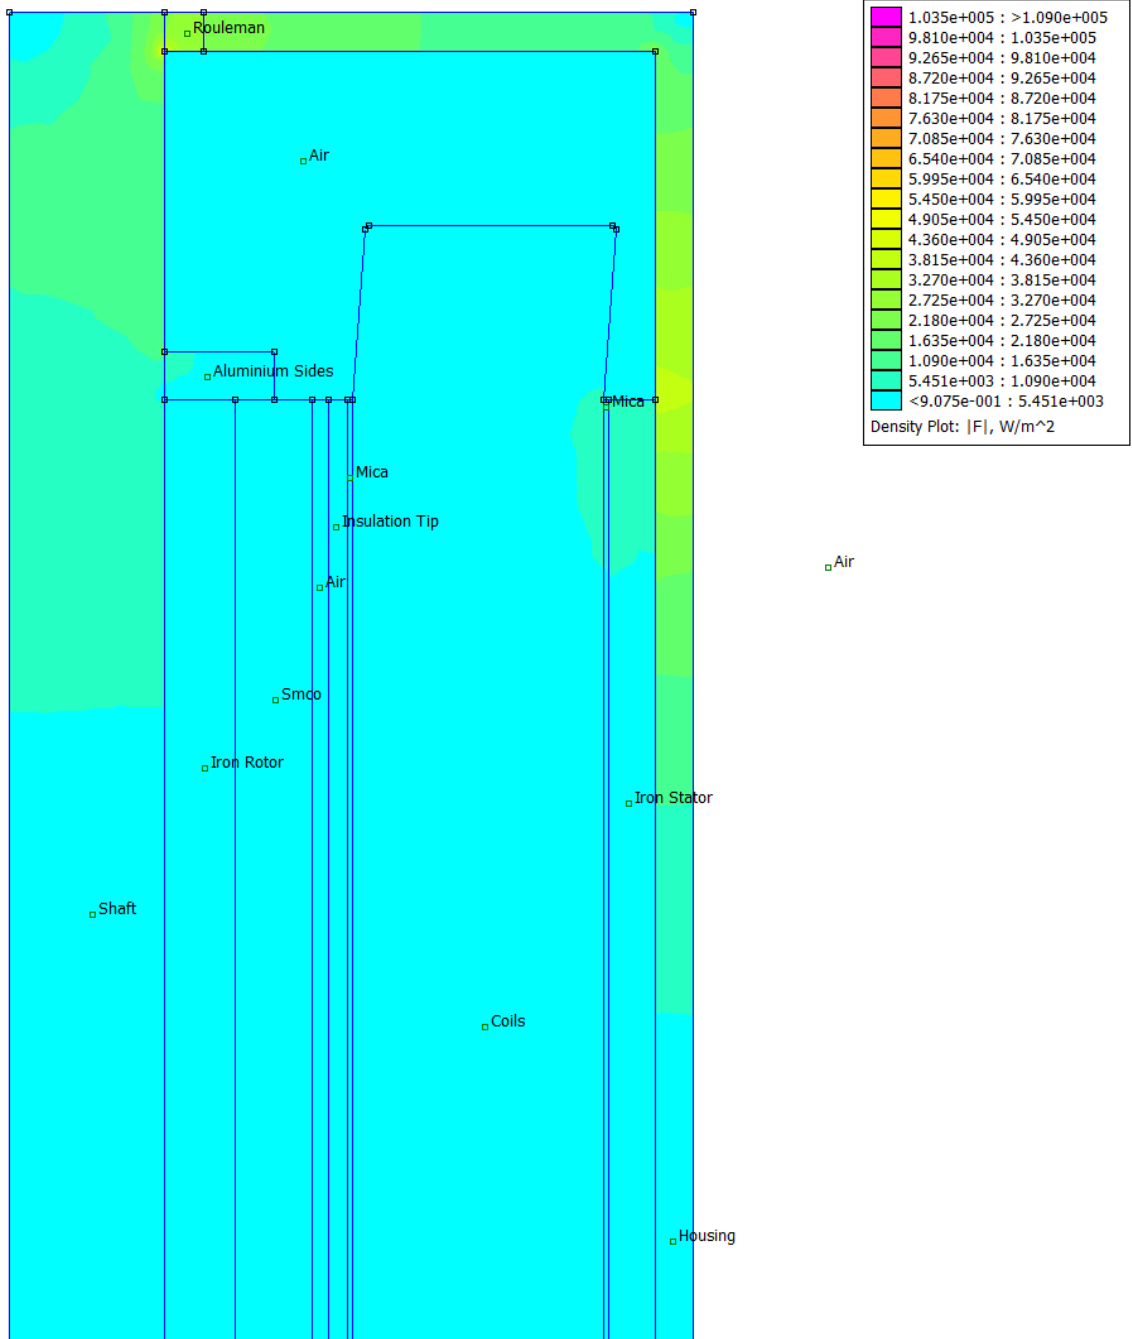 Rouleman
Air
Aluminium Sides
Mica
Mica
Insulation Tip
Air
Air
Smco
Iron Rotor
Iron Stator
Shaft
Coils
Housing
1.035e+005 : >1.090e+005
9.810e+004 : 1.035e+005
9.265e+004 : 9.810e+004
8.720e+004 : 9.265e+004
8.175e+004 : 8.720e+004
7.630e+004 : 8.175e+004
7.085e+004 : 7.630e+004
6.540e+004 : 7.085e+004
5.995e+004 : 6.540e+004
5.450e+004 : 5.995e+004
4.905e+004 : 5.450e+004
4.360e+004 : 4.905e+004
3.815e+004 : 4.360e+004
3.270e+004 : 3.815e+004
2.725e+004 : 3.270e+004
2.180e+004 : 2.725e+004
1.635e+004 : 2.180e+004
1.090e+004 : 1.635e+004
5.451e+003 : 1.090e+004
<9.075e-001 : 5.451e+003
Density Plot: |F|, W/m^2